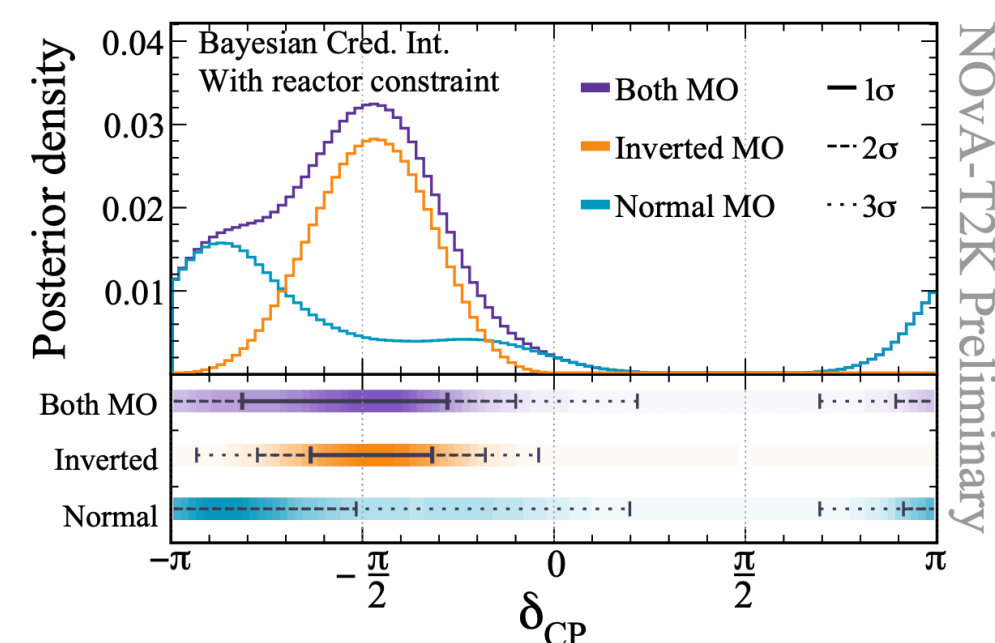 Posterior density
0.04
0.03
0.02
0.01
Bayesian Cred. Int.
With reactor constraint
Both MO
Inverted MO
Normal MO
1σ
2σ
3σ
NOvA-T2K Preliminary
Both MO
Inverted
Normal
−π
−π/2
0
π/2
π
δCP